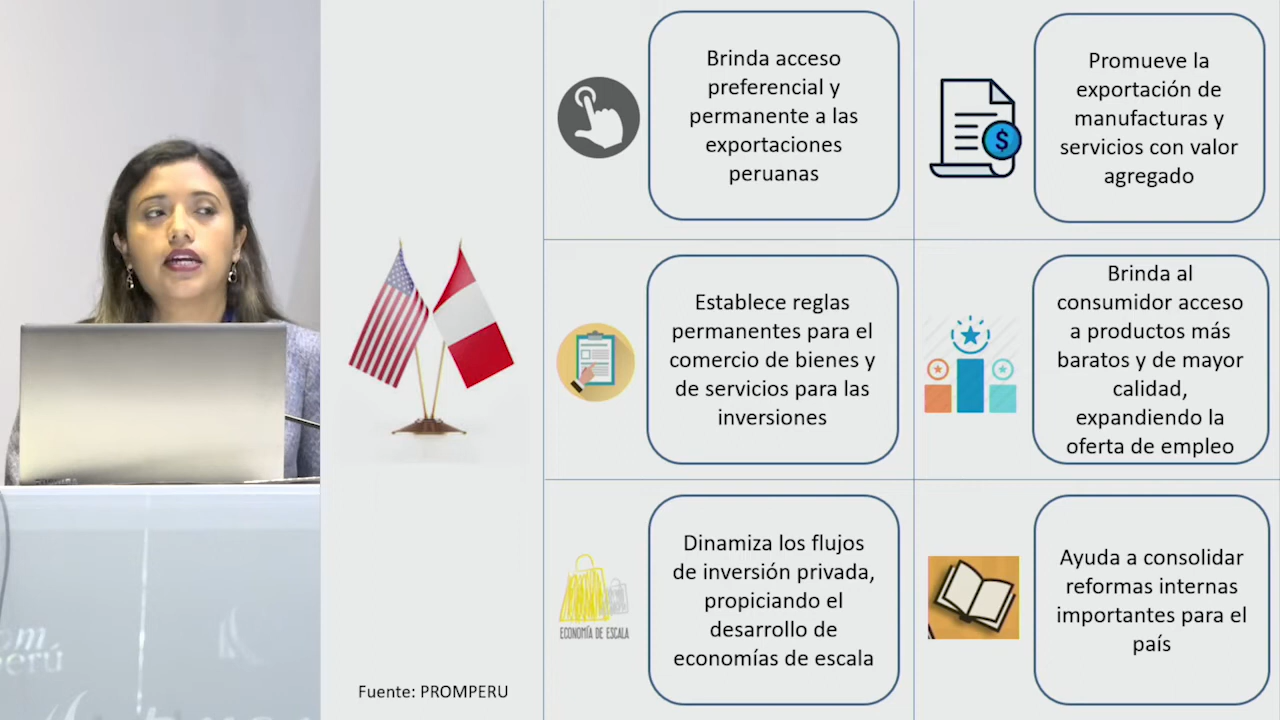 Brinda acceso
preferencial y
permanente a las
exportaciones
peruanas
Promueve la
exportación de
manufacturas y
servicios con valor
agregado
Establece reglas
permanentes para el
comercio de bienes y
de servicios para las
inversiones
Brinda al
consumidor acceso
a productos más
baratos y de mayor
calidad,
expandiendo la
oferta de empleo
Dinamiza los flujos
de inversión privada,
propiciando el
desarrollo de
economías de escala
ECONOMÍA DE ESCALA
Ayuda a consolidar
reformas internas
importantes para el
país
Fuente: PROMPERU
om
perú